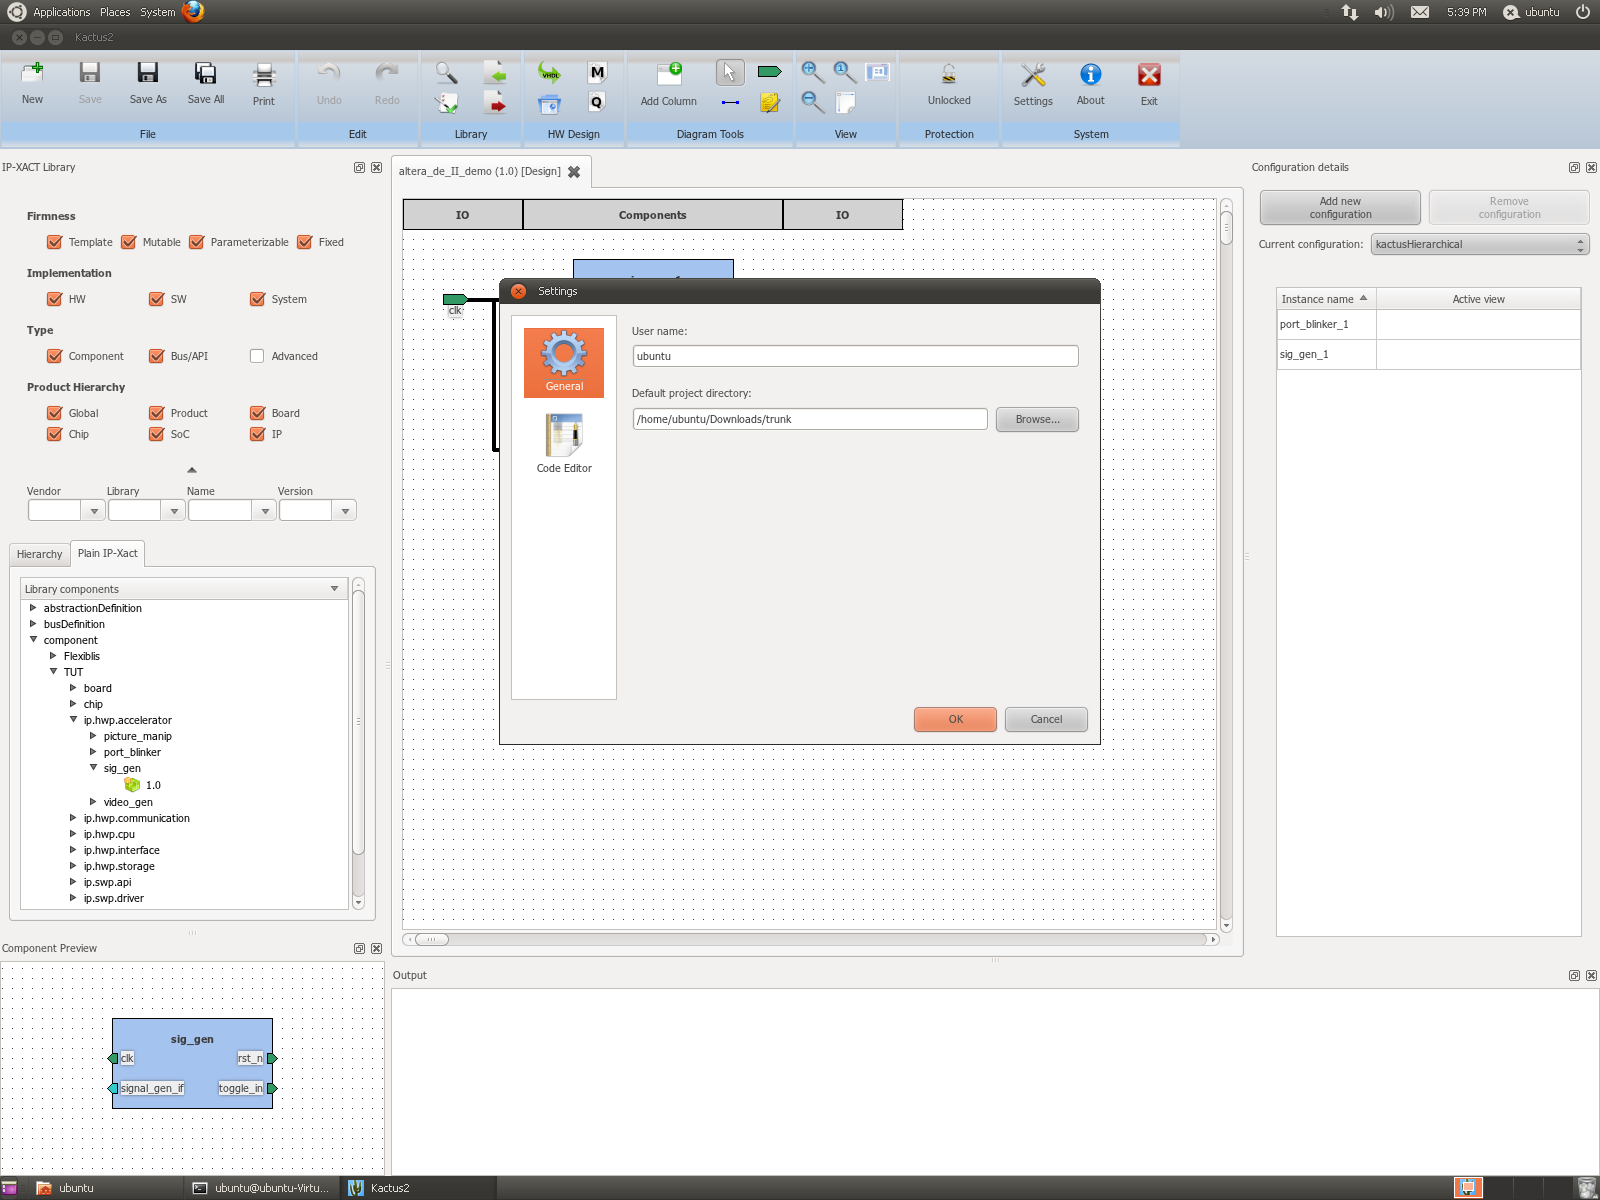 Applications Places System
5:39 PM ubuntu
Kactus2
New Save Save As Save All Print
File
Undo Redo
Edit
Library
VHDL M
Q
HW Design
Add Column
Diagram Tools
View
Unlocked
Protection
Settings About Exit
System
IP-XACT Library
Firmness
Template Mutable Parameterizable Fixed
Implementation
HW SW System
Type
Component Bus/API Advanced
Product Hierarchy
Global Product Board
Chip SoC IP
Vendor Library Name Version
Hierarchy Plain IP-Xact
Library components
abstractionDefinition
busDefinition
component
Flexiblis
TUT
board
chip
ip.hwp.accelerator
picture_manip
port_blinker
sig_gen
1.0
video_gen
ip.hwp.communication
ip.hwp.cpu
ip.hwp.interface
ip.hwp.storage
ip.swp.api
ip.swp.driver
Component Preview
sig_gen
clk rst_n
signal_gen_if toggle_in
altera_de_II_demo (1.0) [Design]
IO Components IO
clk
Settings
General
Code Editor
User name:
ubuntu
Default project directory:
/home/ubuntu/Downloads/trunk Browse...
OK Cancel
Configuration details
Add new configuration
Remove configuration
Current configuration: kactusHierarchical
Instance name Active view
port_blinker_1
sig_gen_1
Output
ubuntu
ubuntu@ubuntu-Virtu...
Kactus2